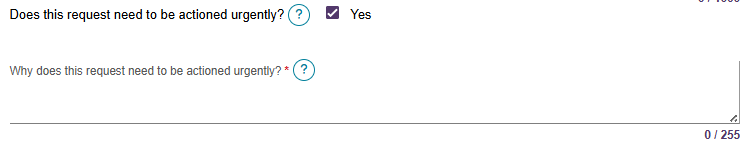 Does this request need to be actioned urgently? ? Yes
Why does this request need to be actioned urgently? * ?
0 / 255